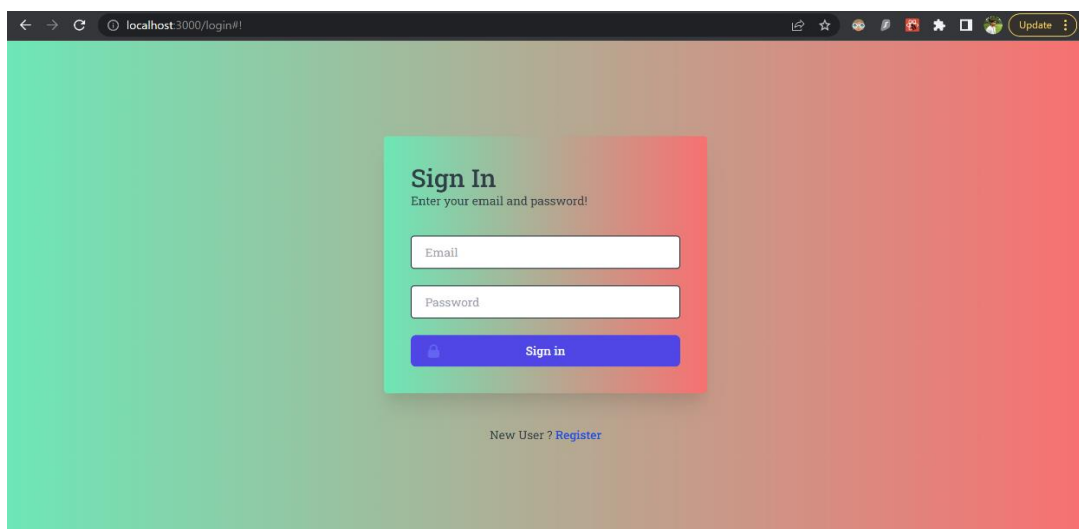 localhost:3000/login#!
Update
Sign In
Enter your email and password!
Email
Password
Sign in
New User ? Register